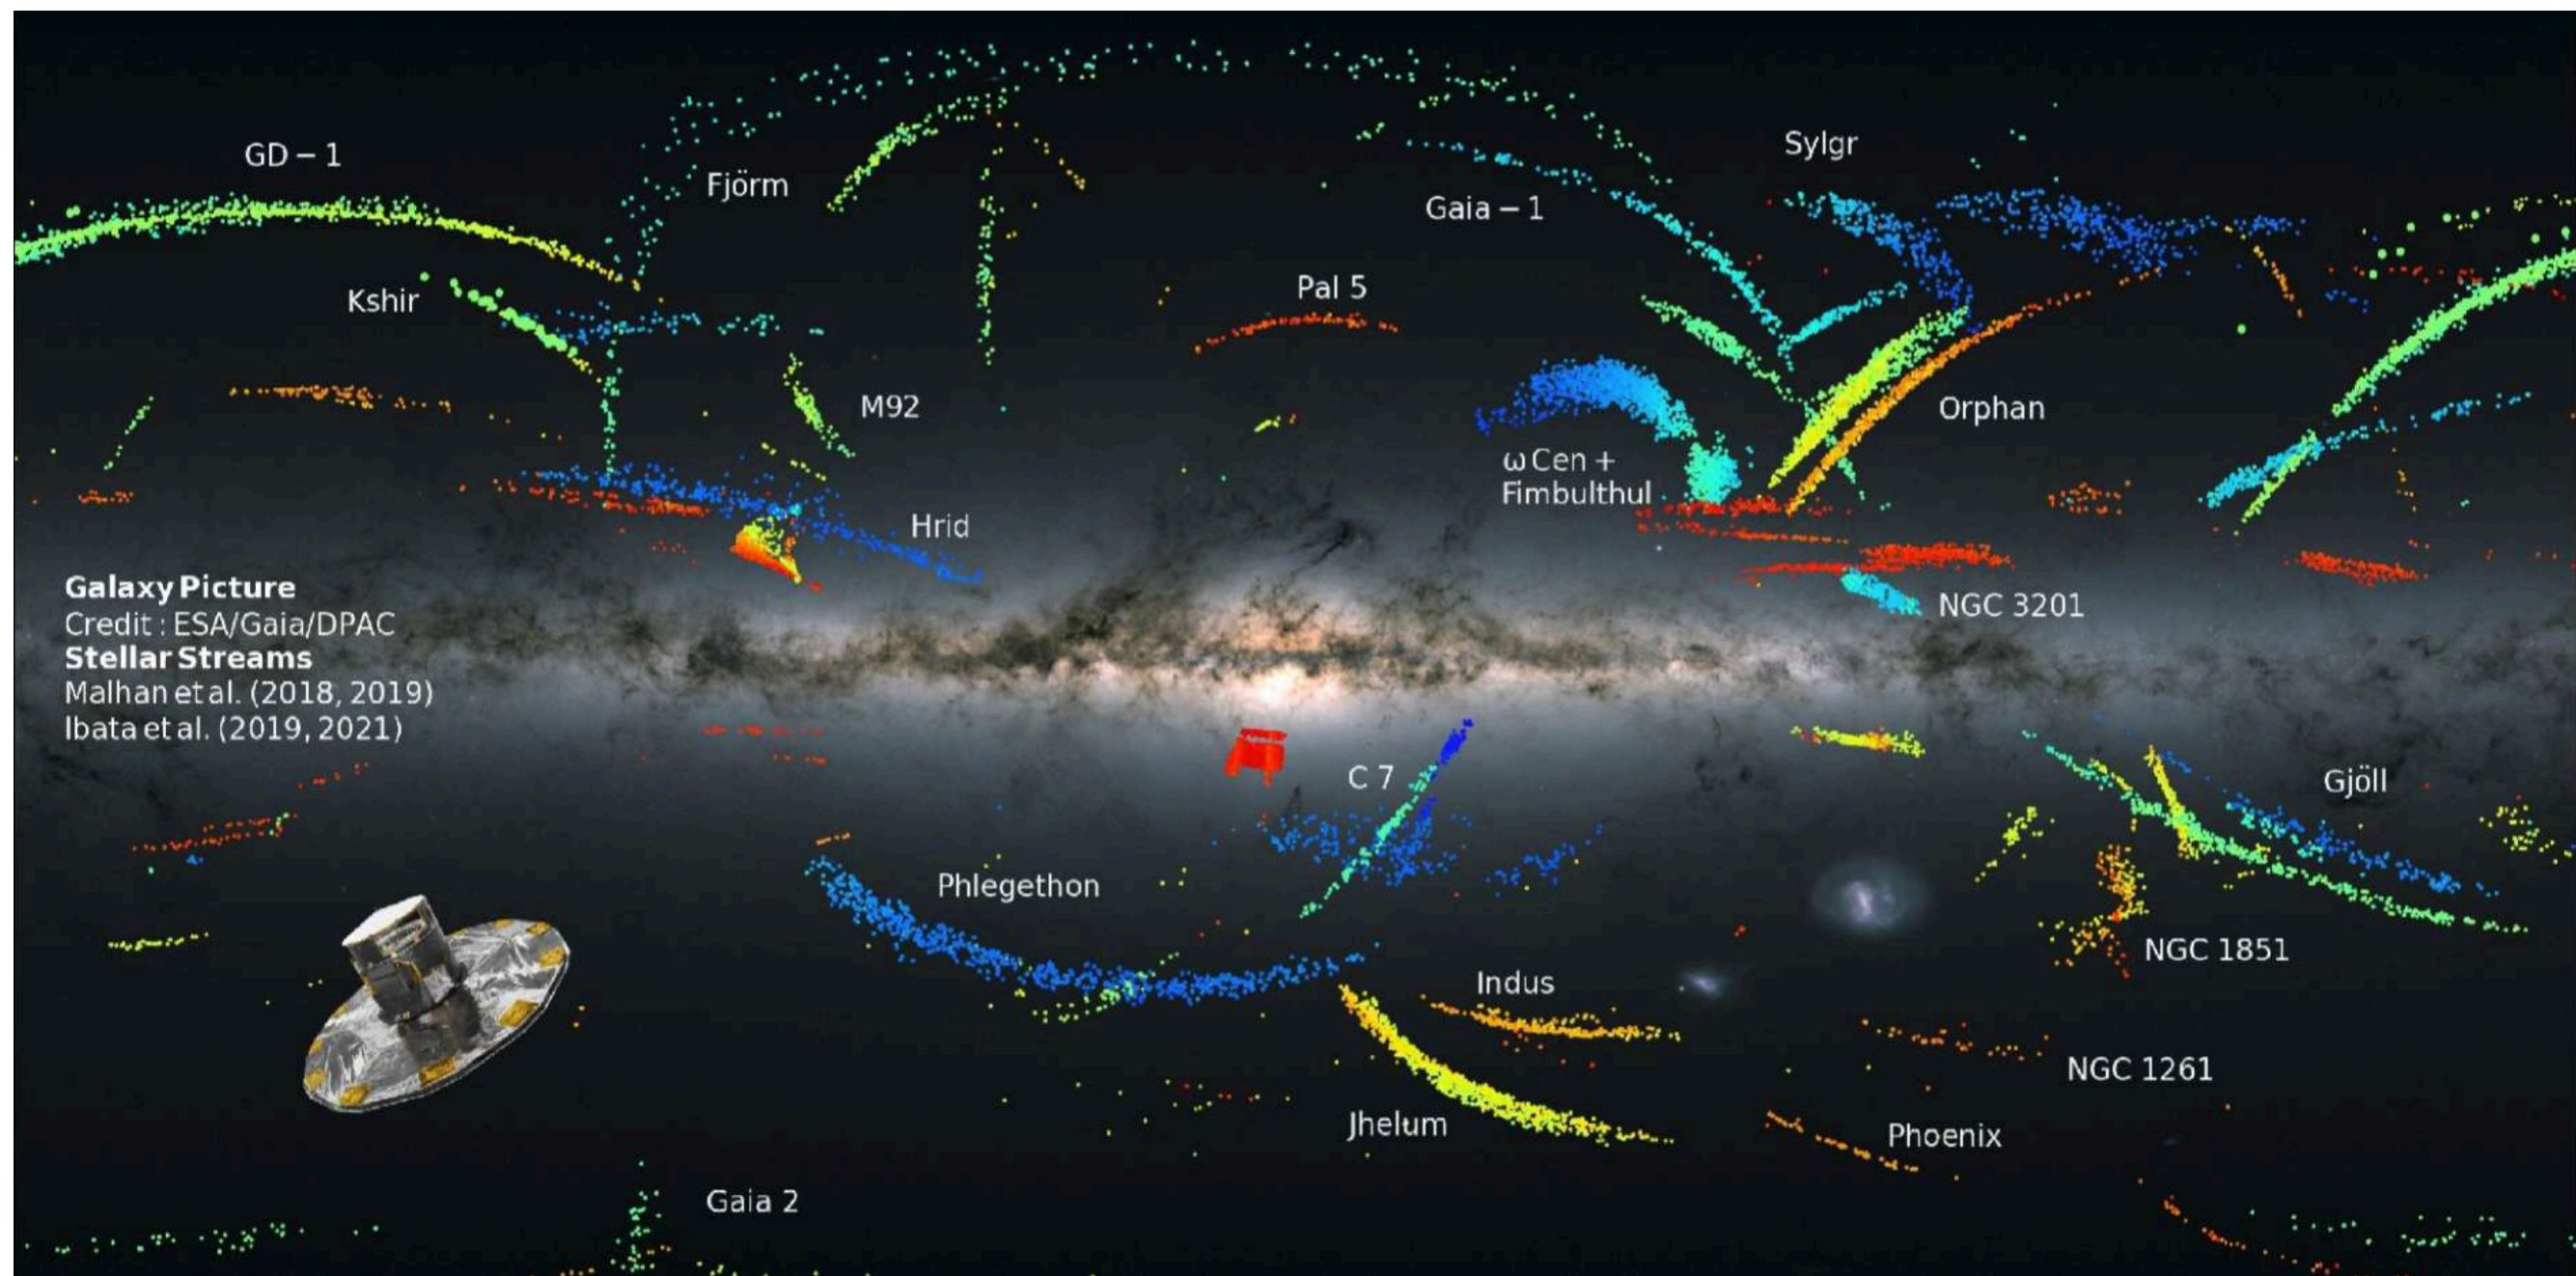 GD – 1
Sylgr
Fjörm
Gaia – 1
Kshir
Pal 5
M92
Orphan
ω Cen +
Fimbulthul
Hrid
NGC 3201
Galaxy Picture
Credit : ESA/Gaia/DPAC
Stellar Streams
Malhan et al. (2018, 2019)
Ibata et al. (2019, 2021)
C 7
Gjöll
Phlegethon
NGC 1851
Indus
NGC 1261
Jhelum
Phoenix
Gaia 2